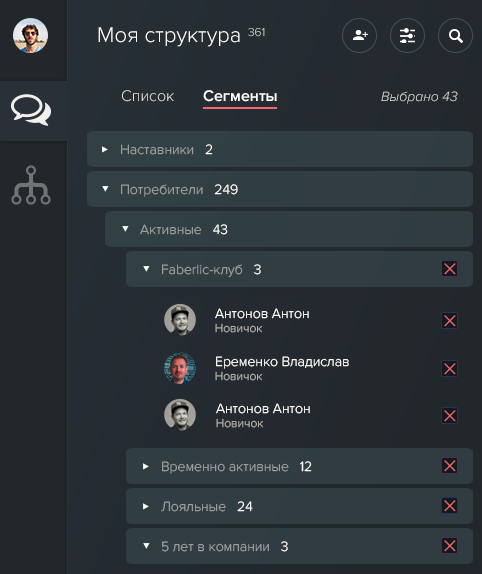 Моя структура 361
Список Сегменты Выбрано 43
Наставники 2
Потребители 249
Активные 43
Faberlic-клуб 3
Антонов Антон
Новичок
Еременко Владислав
Новичок
Антонов Антон
Новичок
Временно активные 12
Лояльные 24
5 лет в компании 3